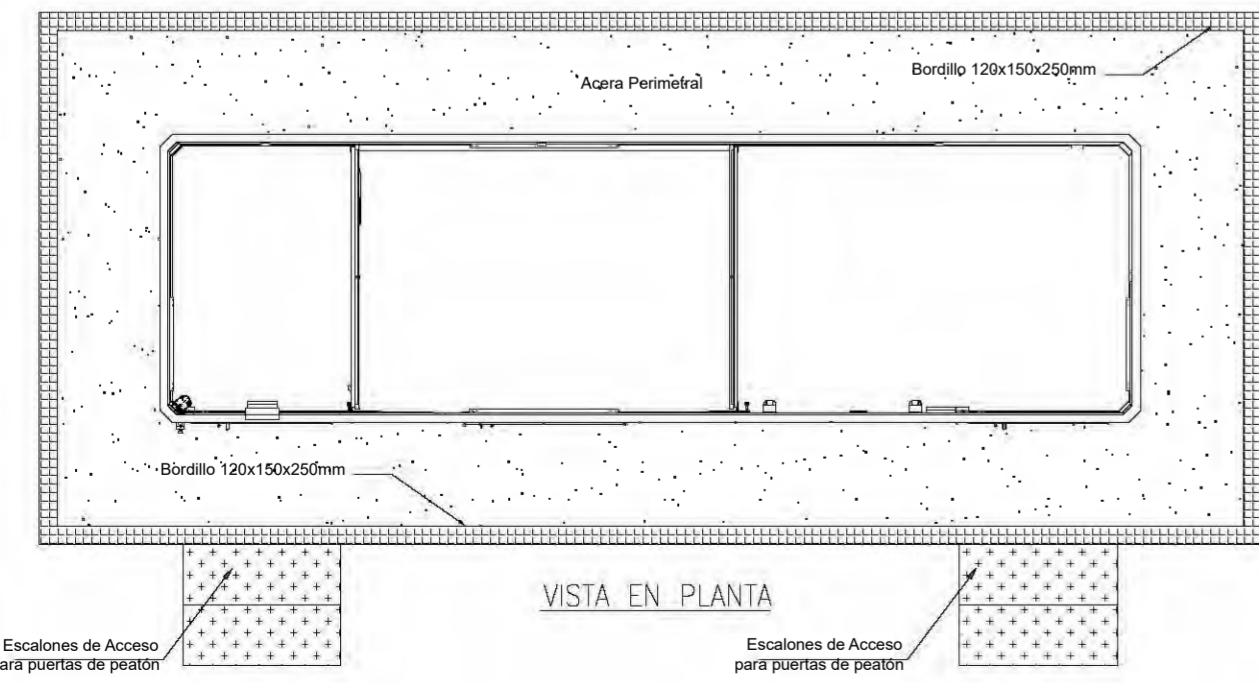 Bordillo 120x150x250mm
Acera Perimetral
Bordillo 120x150x250mm
VISTA EN PLANTA
Escalones de Acceso
ara puertas de peatón
Escalones de Acceso
para puertas de peatón